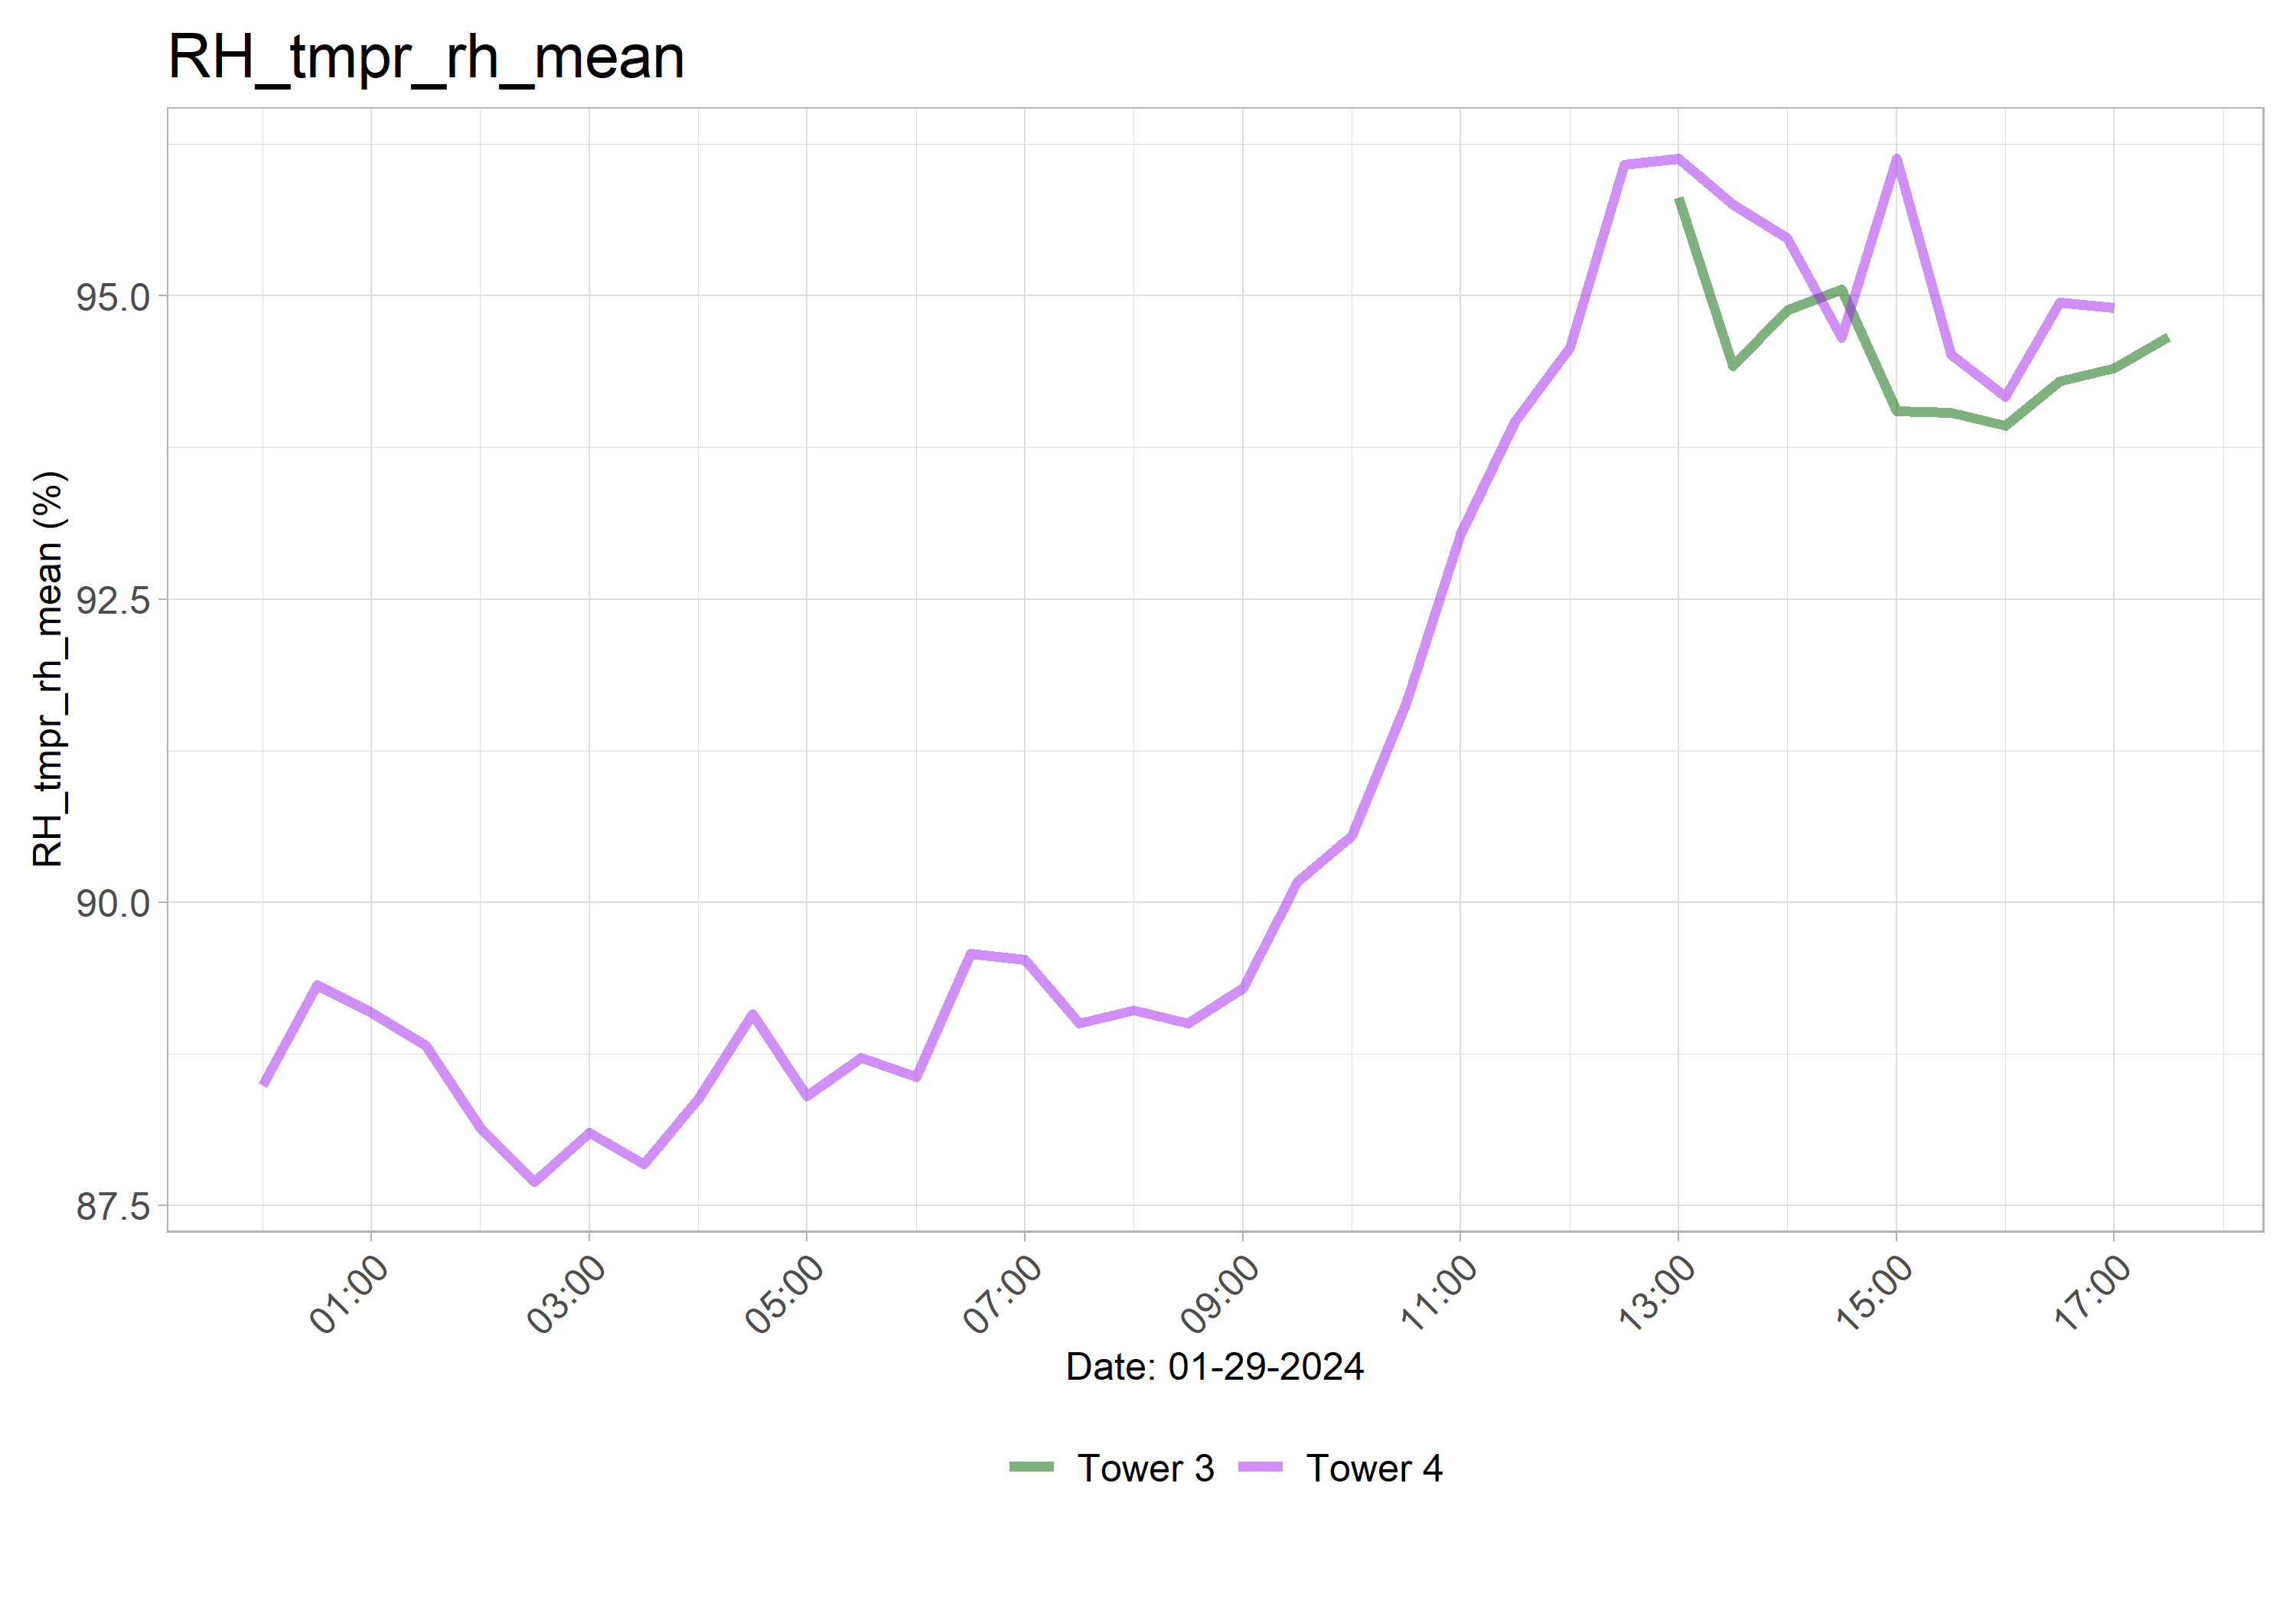 RH_tmpr_rh_mean
RH_tmpr_rh_mean (%)
95.0
92.5
90.0
87.5
01:00 03:00 05:00 07:00 09:00 11:00 13:00 15:00 17:00
Date: 01-29-2024
Tower 3 Tower 4